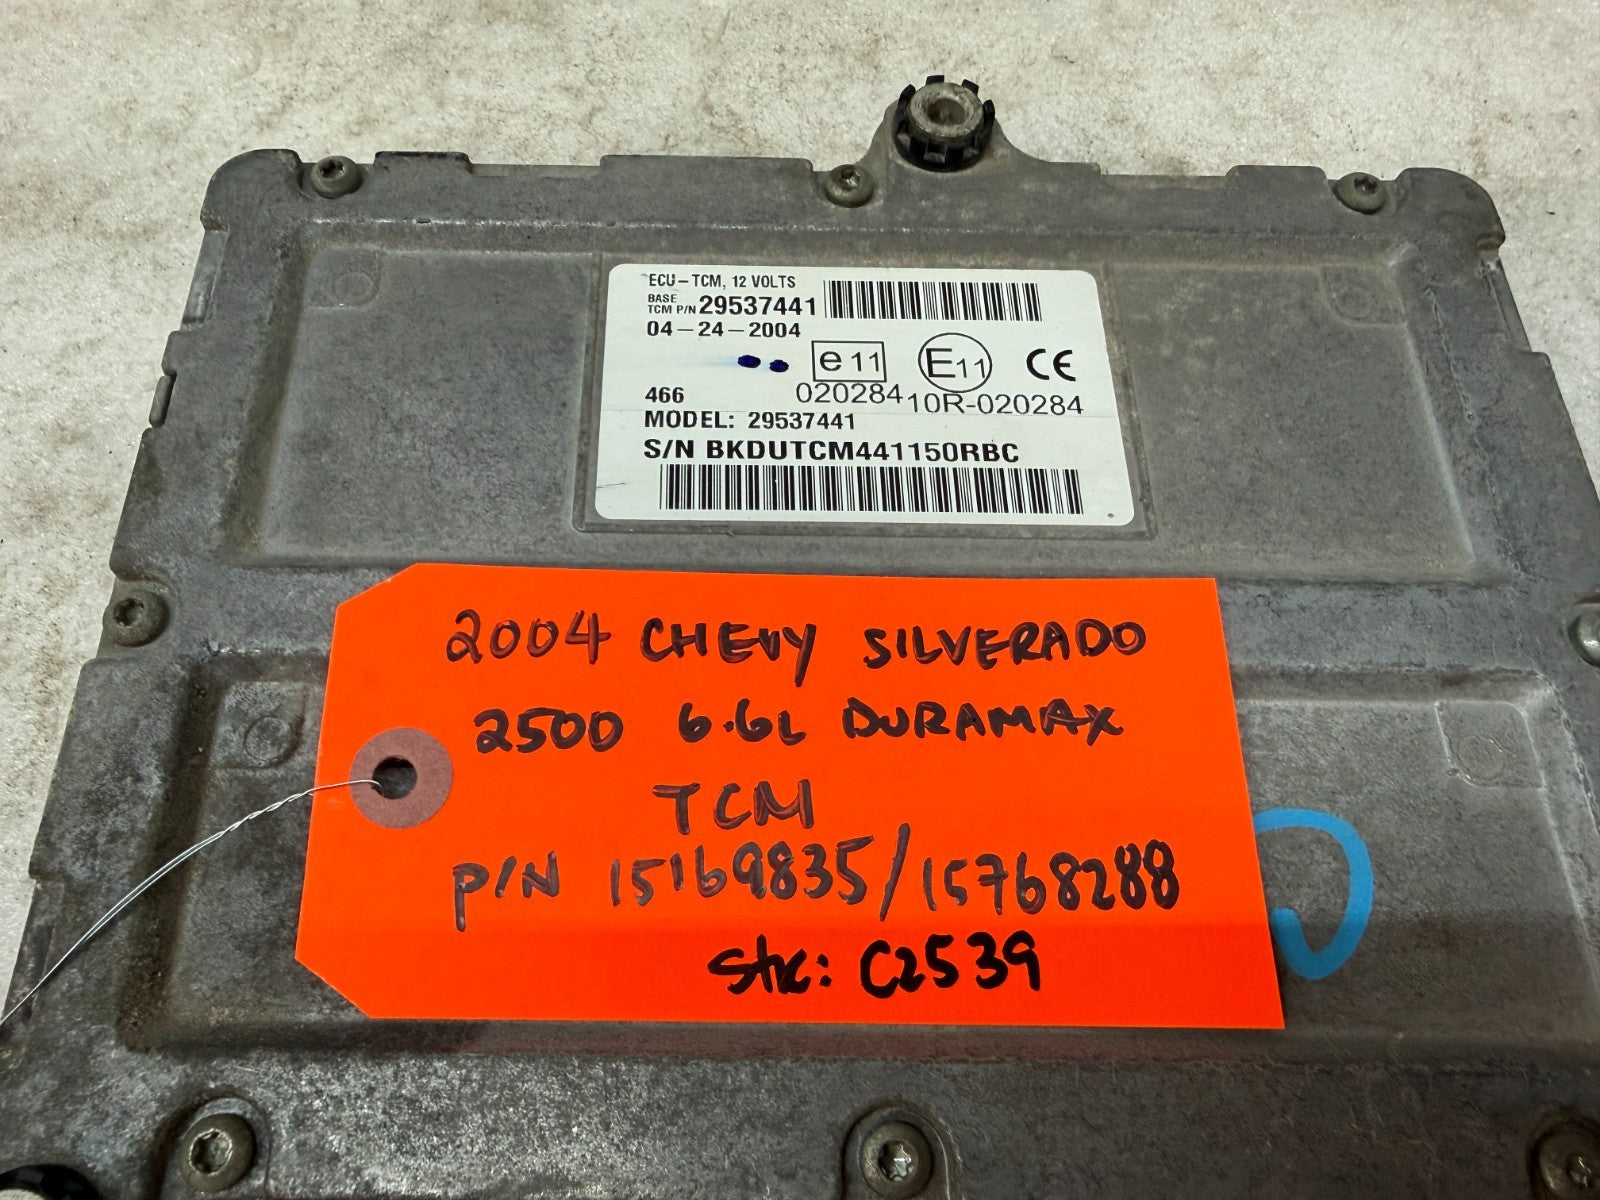 ECU-TCM, 12 VOLTS
BASE
TCM P/N 29537441
04-24-2004
e 11
E11
CE
020284
10R-020284
466
MODEL: 29537441
S/N BKDUTCM441150RBC
2004 CHEVY SILVERADO
2500 6.6L DURAMAX
TCM
P/N 15169835/15768288
Stk: C2539